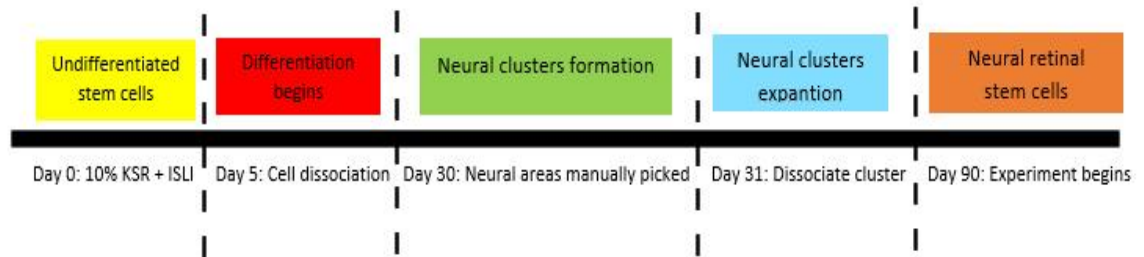 Undifferentiated
stem cells
Differentiation
begins
Neural clusters formation
Neural clusters
expantion
Neural retinal
stem cells
Day 0: 10% KSR + ISLI
Day 5: Cell dissociation
Day 30: Neural areas manually picked
Day 31: Dissociate cluster
Day 90: Experiment begins